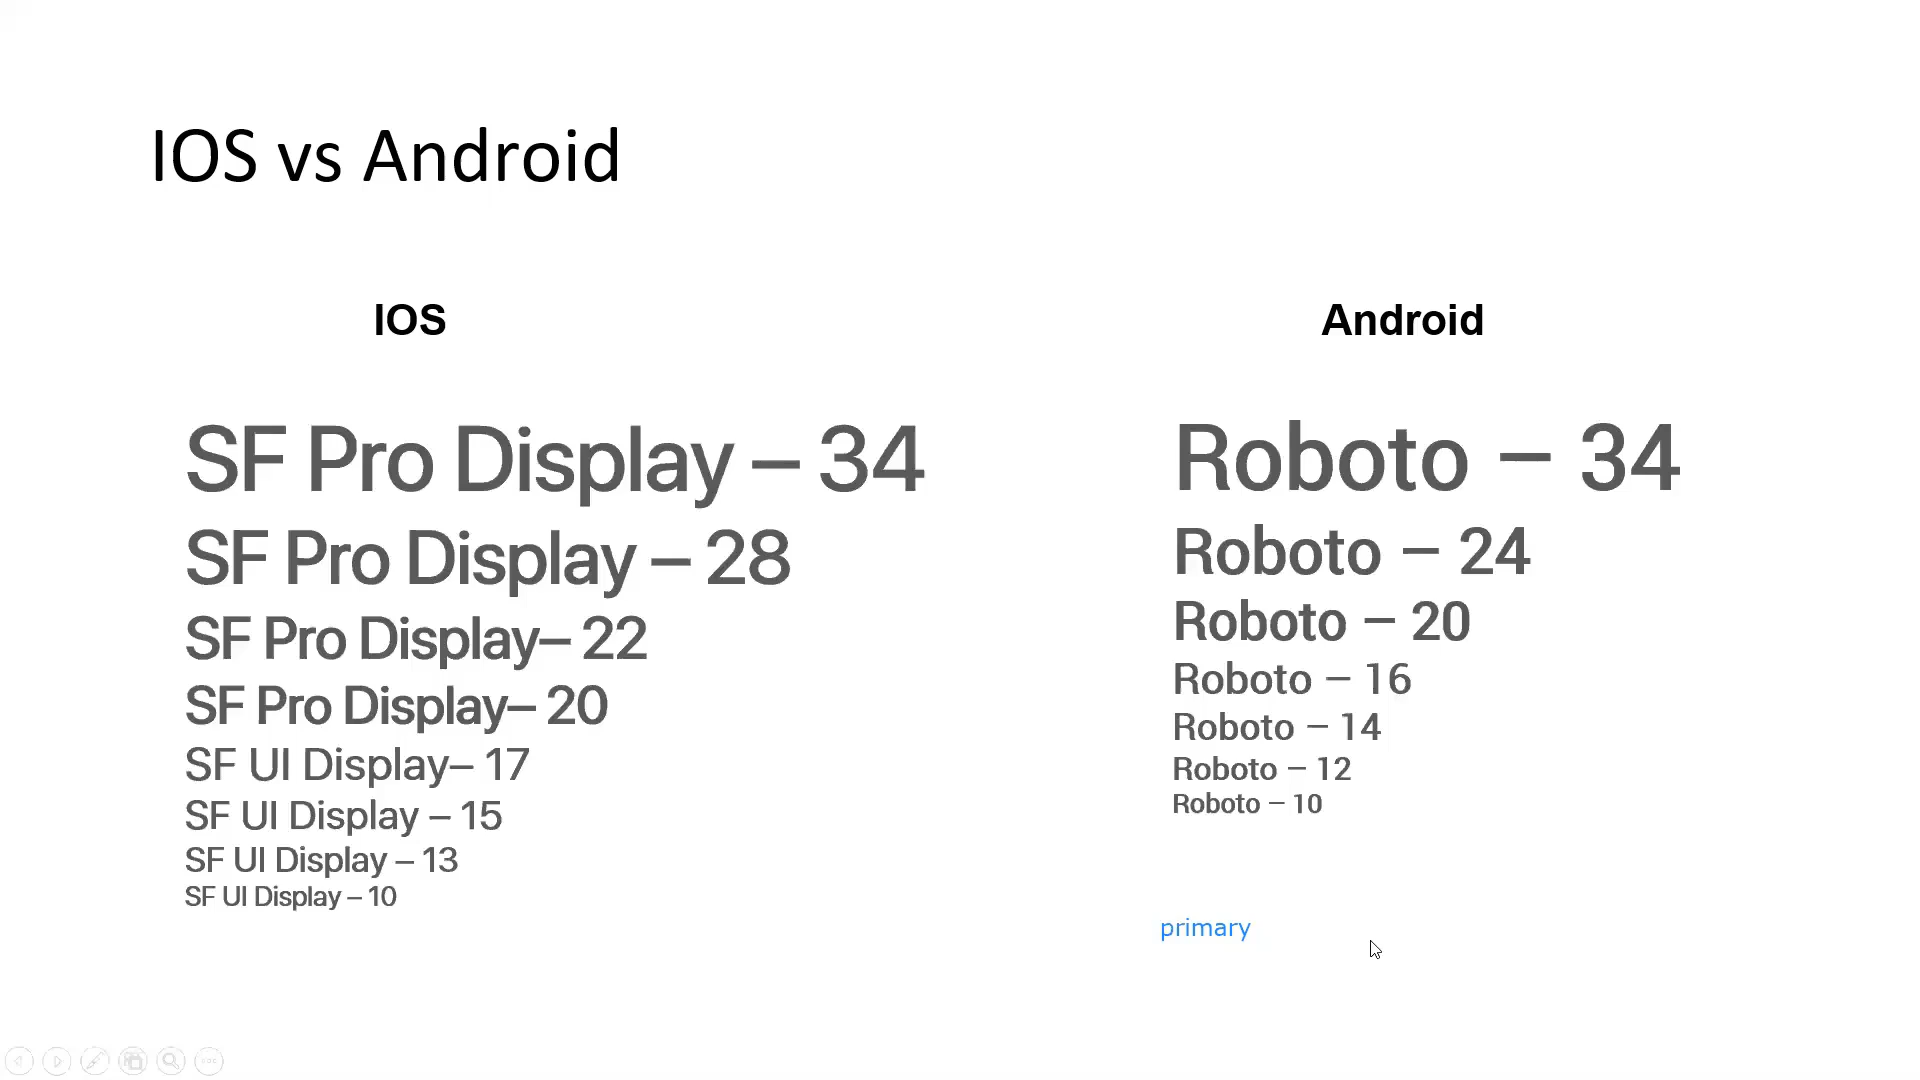 IOS vs Android
IOS
SF Pro Display – 34
SF Pro Display – 28
SF Pro Display– 22
SF Pro Display– 20
SF UI Display– 17
SF UI Display – 15
SF UI Display – 13
SF UI Display – 10
Android
Roboto – 34
Roboto – 24
Roboto – 20
Roboto – 16
Roboto – 14
Roboto – 12
Roboto – 10
primary